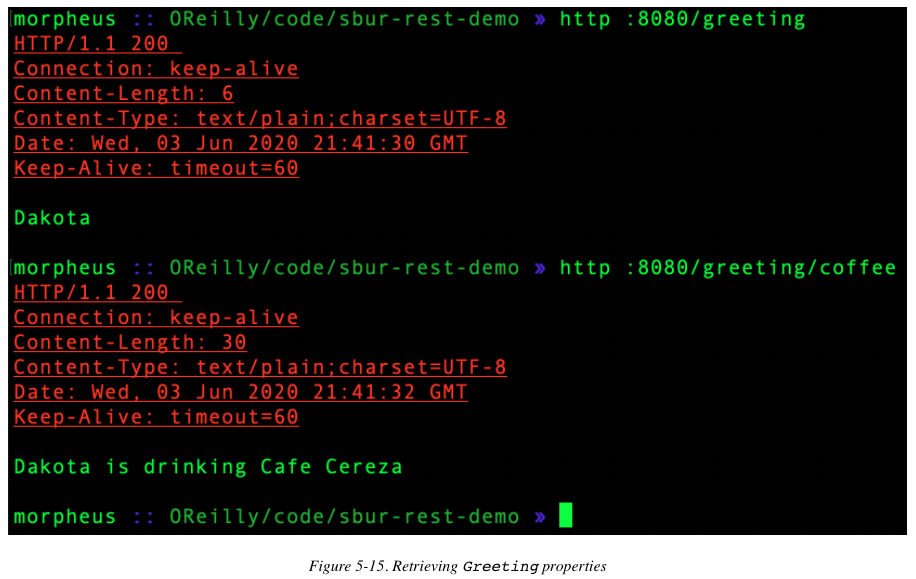 morpheus :: OReilly/code/sbur-rest-demo » http :8080/greeting
HTTP/1.1 200
Connection: keep-alive
Content-Length: 6
Content-Type: text/plain;charset=UTF-8
Date: Wed, 03 Jun 2020 21:41:30 GMT
Keep-Alive: timeout=60
Dakota
morpheus :: OReilly/code/sbur-rest-demo » http :8080/greeting/coffee
HTTP/1.1 200
Connection: keep-alive
Content-Length: 30
Content-Type: text/plain;charset=UTF-8
Date: Wed, 03 Jun 2020 21:41:32 GMT
Keep-Alive: timeout=60
Dakota is drinking Cafe Cereza
morpheus :: OReilly/code/sbur-rest-demo »
Figure 5-15. Retrieving Greeting properties